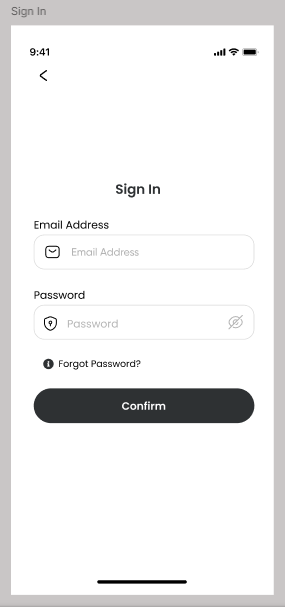 Sign In
9:41
Sign In
Email Address
Email Address
Password
Password
Forgot Password?
Confirm